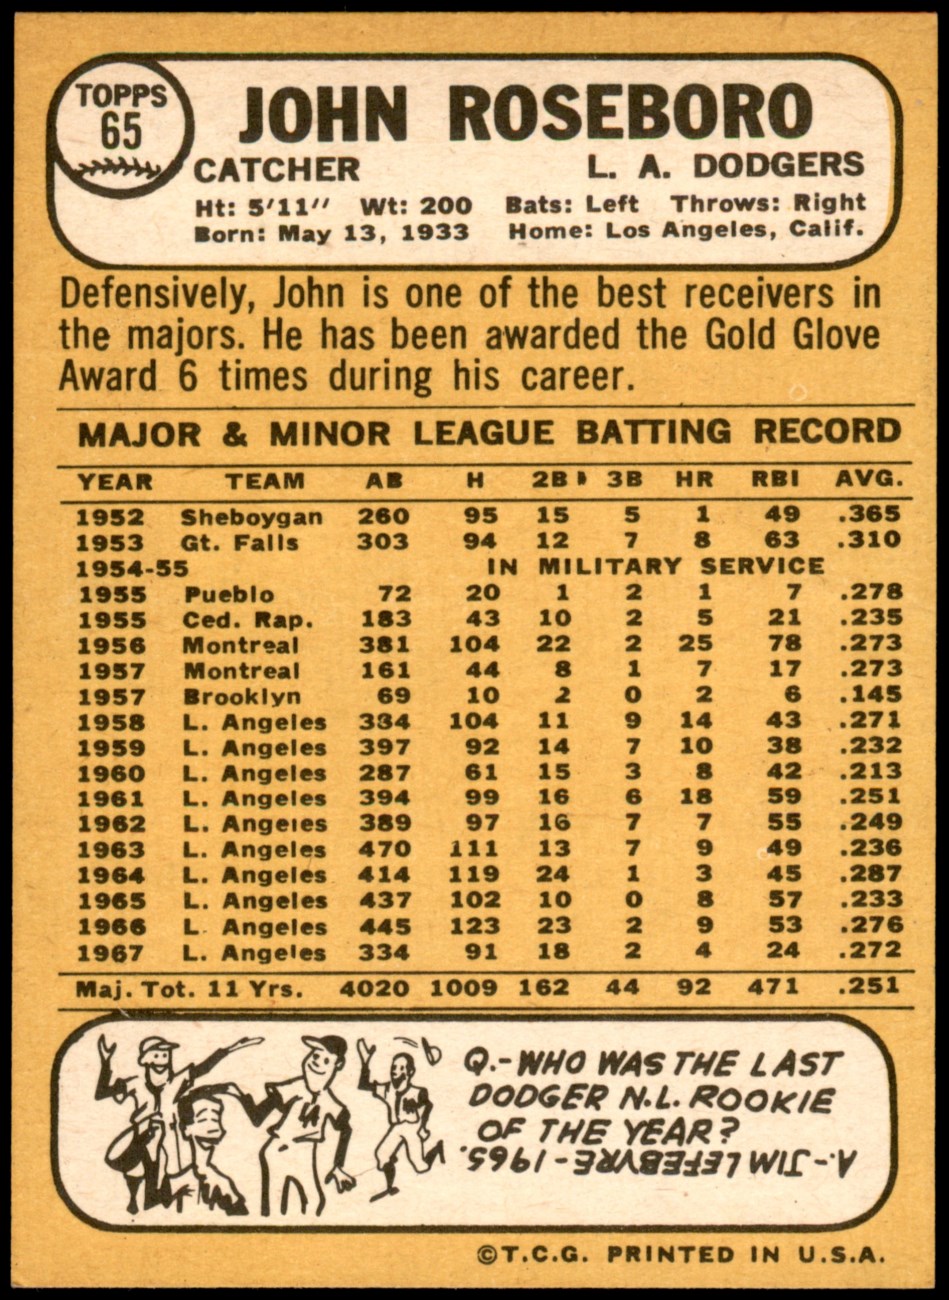 TOPPS
65
JOHN ROSEBORO
CATCHER L. A. DODGERS
Ht: 5'11" Wt: 200 Bats: Left Throws: Right
Born: May 13, 1933 Home: Los Angeles, Calif.
Defensively, John is one of the best receivers in
the majors. He has been awarded the Gold Glove
Award 6 times during his career.
MAJOR & MINOR LEAGUE BATTING RECORD
YEAR TEAM AB H 2B 3B HR RBI AVG.
1952 Sheboygan 260 95 15 5 1 49 .365
1953 Gt. Falls 303 94 12 7 8 63 .310
1954-55 IN MILITARY SERVICE
1955 Pueblo 72 20 1 2 1 7 .278
1955 Ced. Rap. 183 43 10 2 5 21 .235
1956 Montreal 381 104 22 2 25 78 .273
1957 Montreal 161 44 8 1 7 17 .273
1957 Brooklyn 69 10 2 0 2 6 .145
1958 L. Angeles 384 104 11 9 14 43 .271
1959 L. Angeles 397 92 14 7 10 38 .232
1960 L. Angeles 287 61 15 3 8 42 .213
1961 L. Angeles 394 99 16 6 18 59 .251
1962 L. Angeles 389 97 16 7 7 55 .249
1963 L. Angeles 470 111 13 7 9 49 .236
1964 L. Angeles 414 119 24 1 3 45 .287
1965 L. Angeles 437 102 10 0 8 57 .233
1966 L. Angeles 445 123 23 2 9 53 .276
1967 L. Angeles 334 91 18 2 4 24 .272
Maj. Tot. 11 Yrs. 4020 1009 162 44 92 471 .251
Q.-WHO WAS THE LAST
DODGER N.L. ROOKIE
OF THE YEAR?
A.-JIM LEFEBVRE-1965.
©T.C.G. PRINTED IN U.S.A.